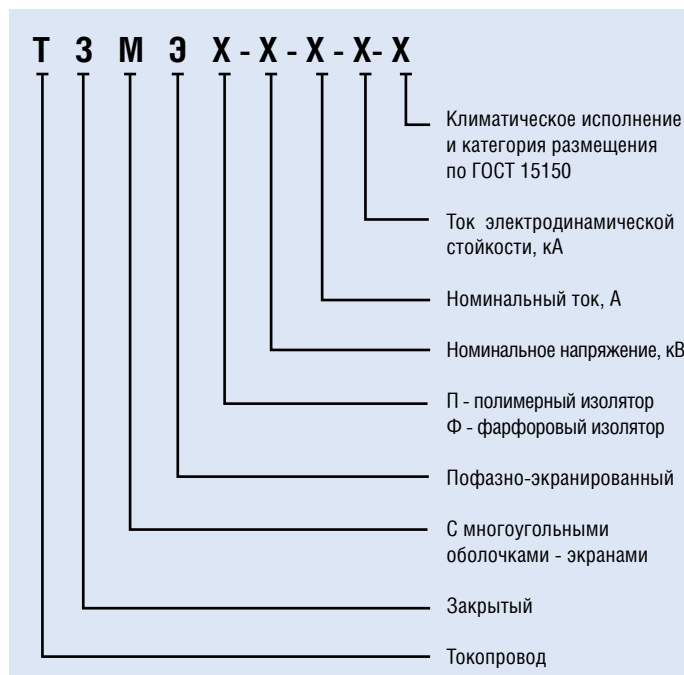 Т З М Э Х - Х - Х - Х- Х
Климатическое исполнение
и категория размещения
по ГОСТ 15150
Ток электродинамической
стойкости, кА
Номинальный ток, А
Номинальное напряжение, кВ
П - полимерный изолятор
Ф - фарфоровый изолятор
Пофазно-экранированный
С многоугольными
оболочками - экранами
Закрытый
Токопровод